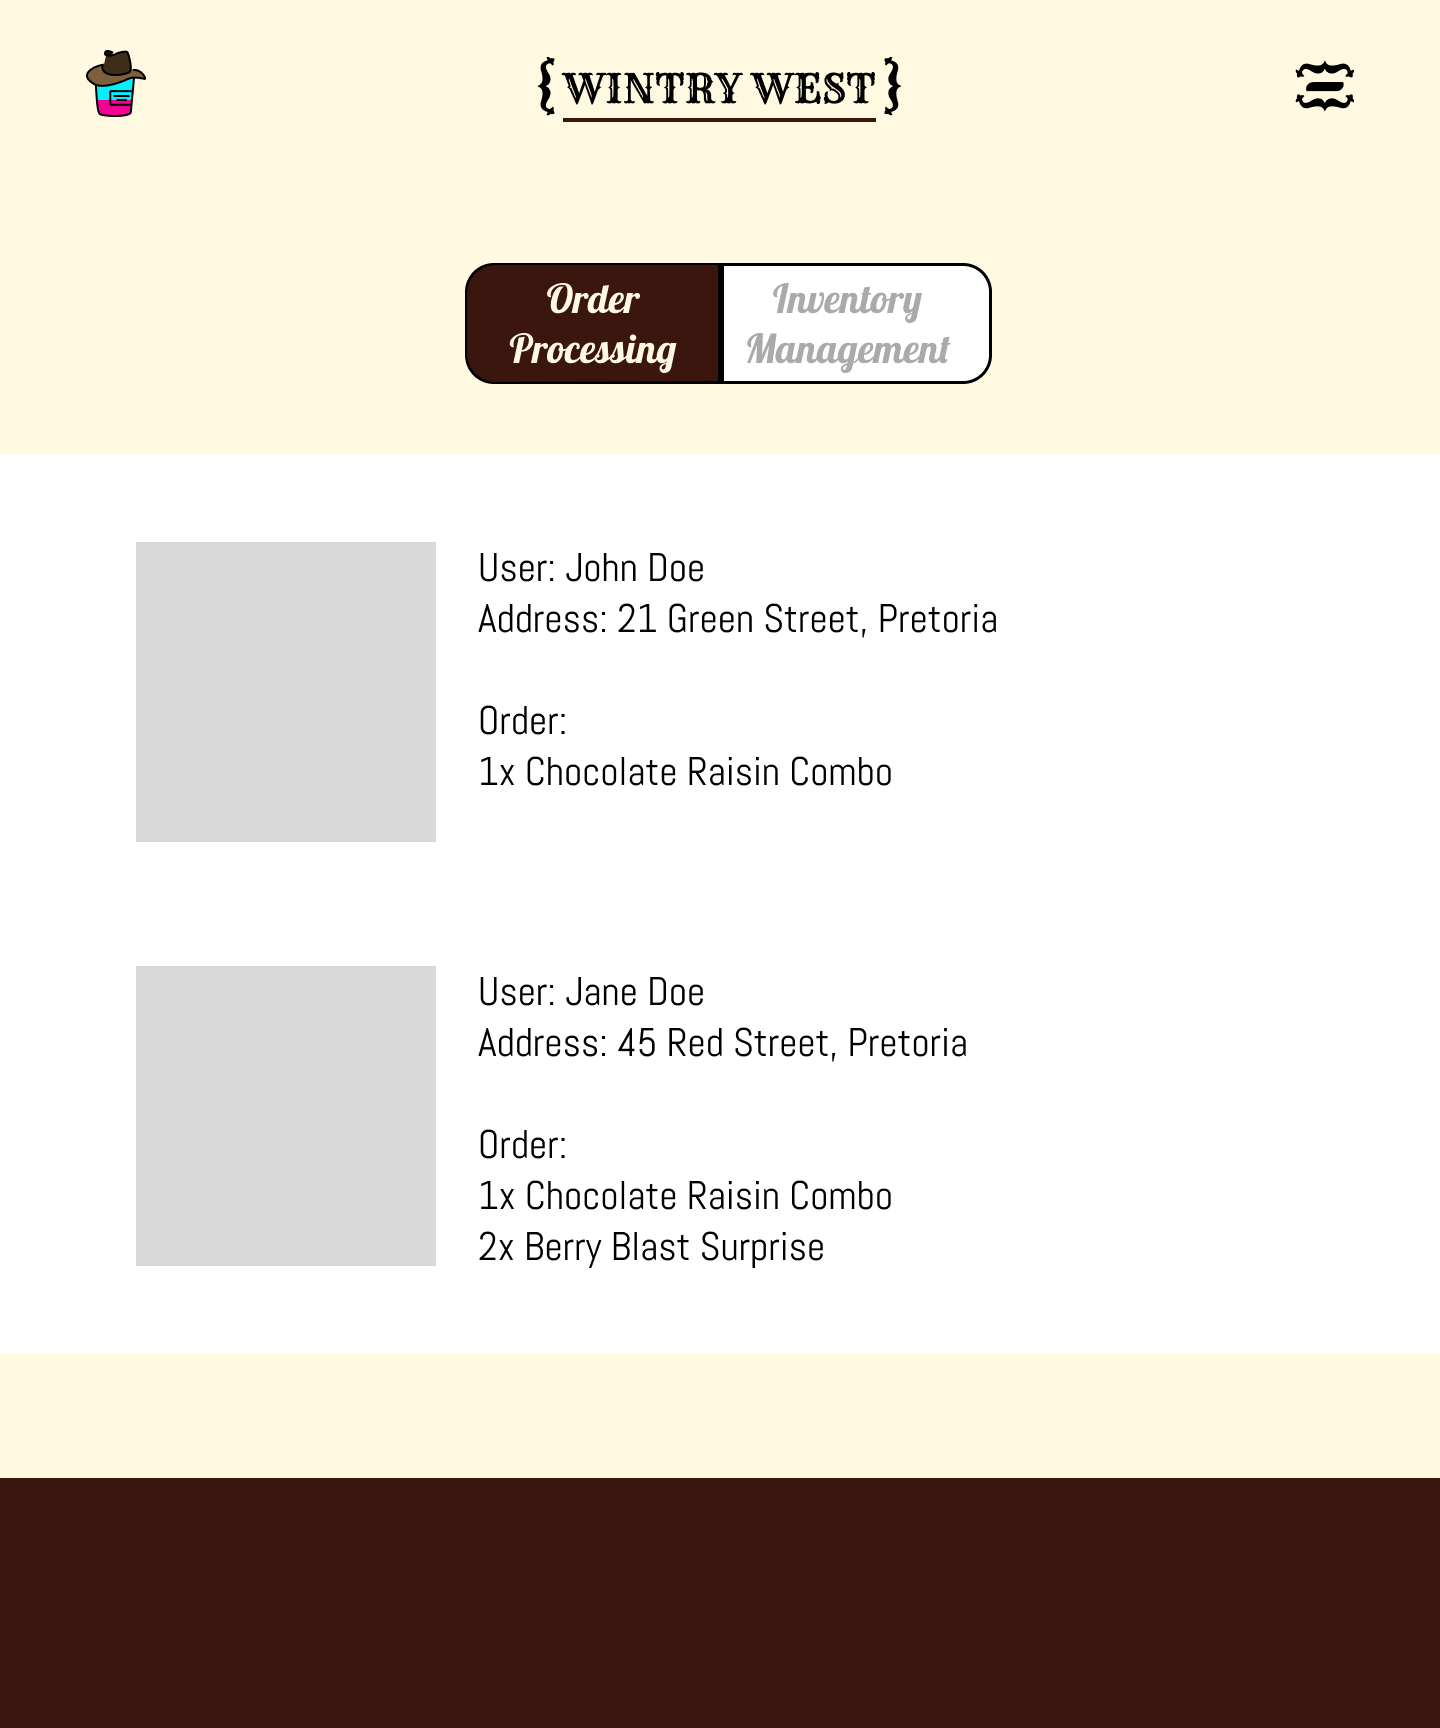 { WINTRY WEST }
Order
Processing
Inventory
Management
User: John Doe
Address: 21 Green Street, Pretoria
Order:
1x Chocolate Raisin Combo
User: Jane Doe
Address: 45 Red Street, Pretoria
Order:
1x Chocolate Raisin Combo
2x Berry Blast Surprise